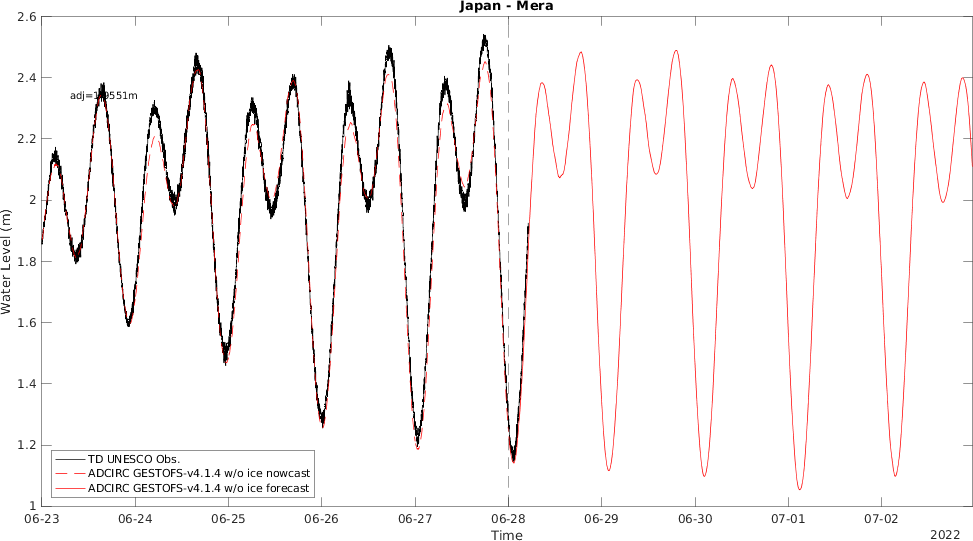 Japan - Mera
2.6
2.4
2.2
2
1.8
1.6
1.4
1.2
1
Water Level (m)
TD UNESCO Obs.
ADCIRC GESTOFS-v4.1.4 w/o ice nowcast
ADCIRC GESTOFS-v4.1.4 w/o ice forecast
06-23 06-24 06-25 06-26 06-27 06-28 06-29 06-30 07-01 07-02
Time
2022